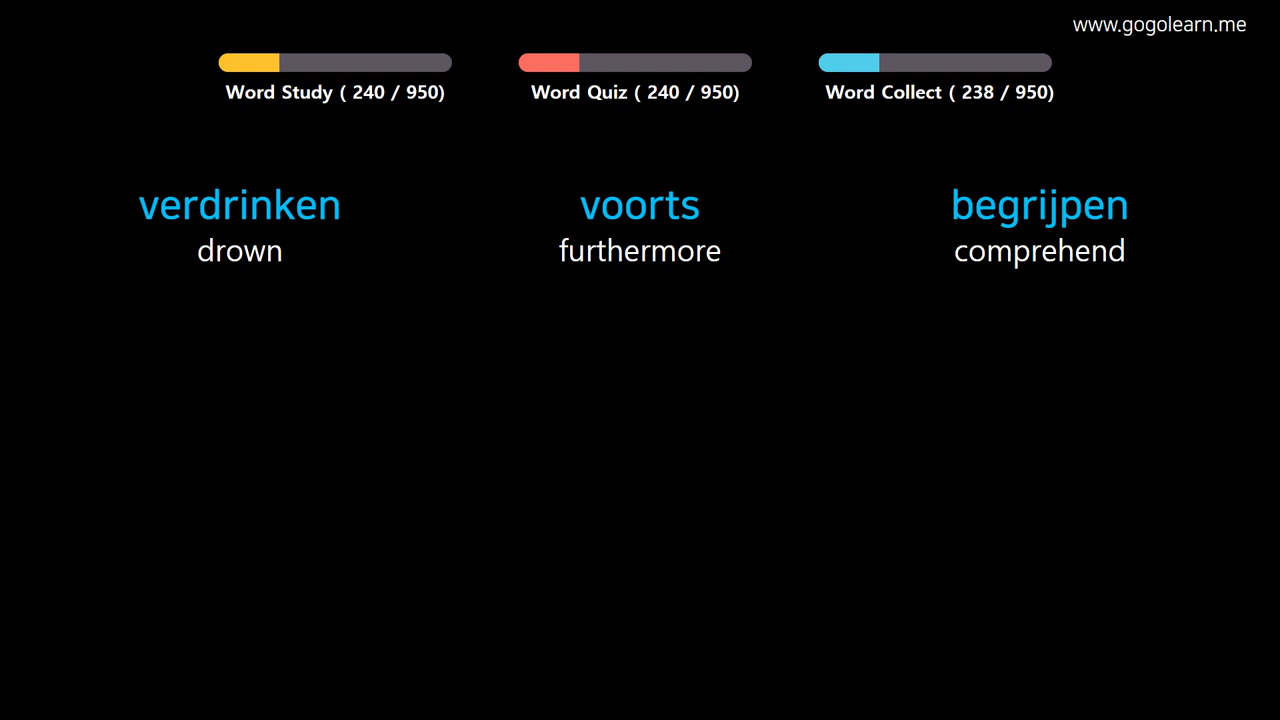 www.gogolearn.me
Word Study ( 240 / 950)
Word Quiz ( 240 / 950)
Word Collect ( 238 / 950)
verdrinken
drown
voorts
furthermore
begrijpen
comprehend